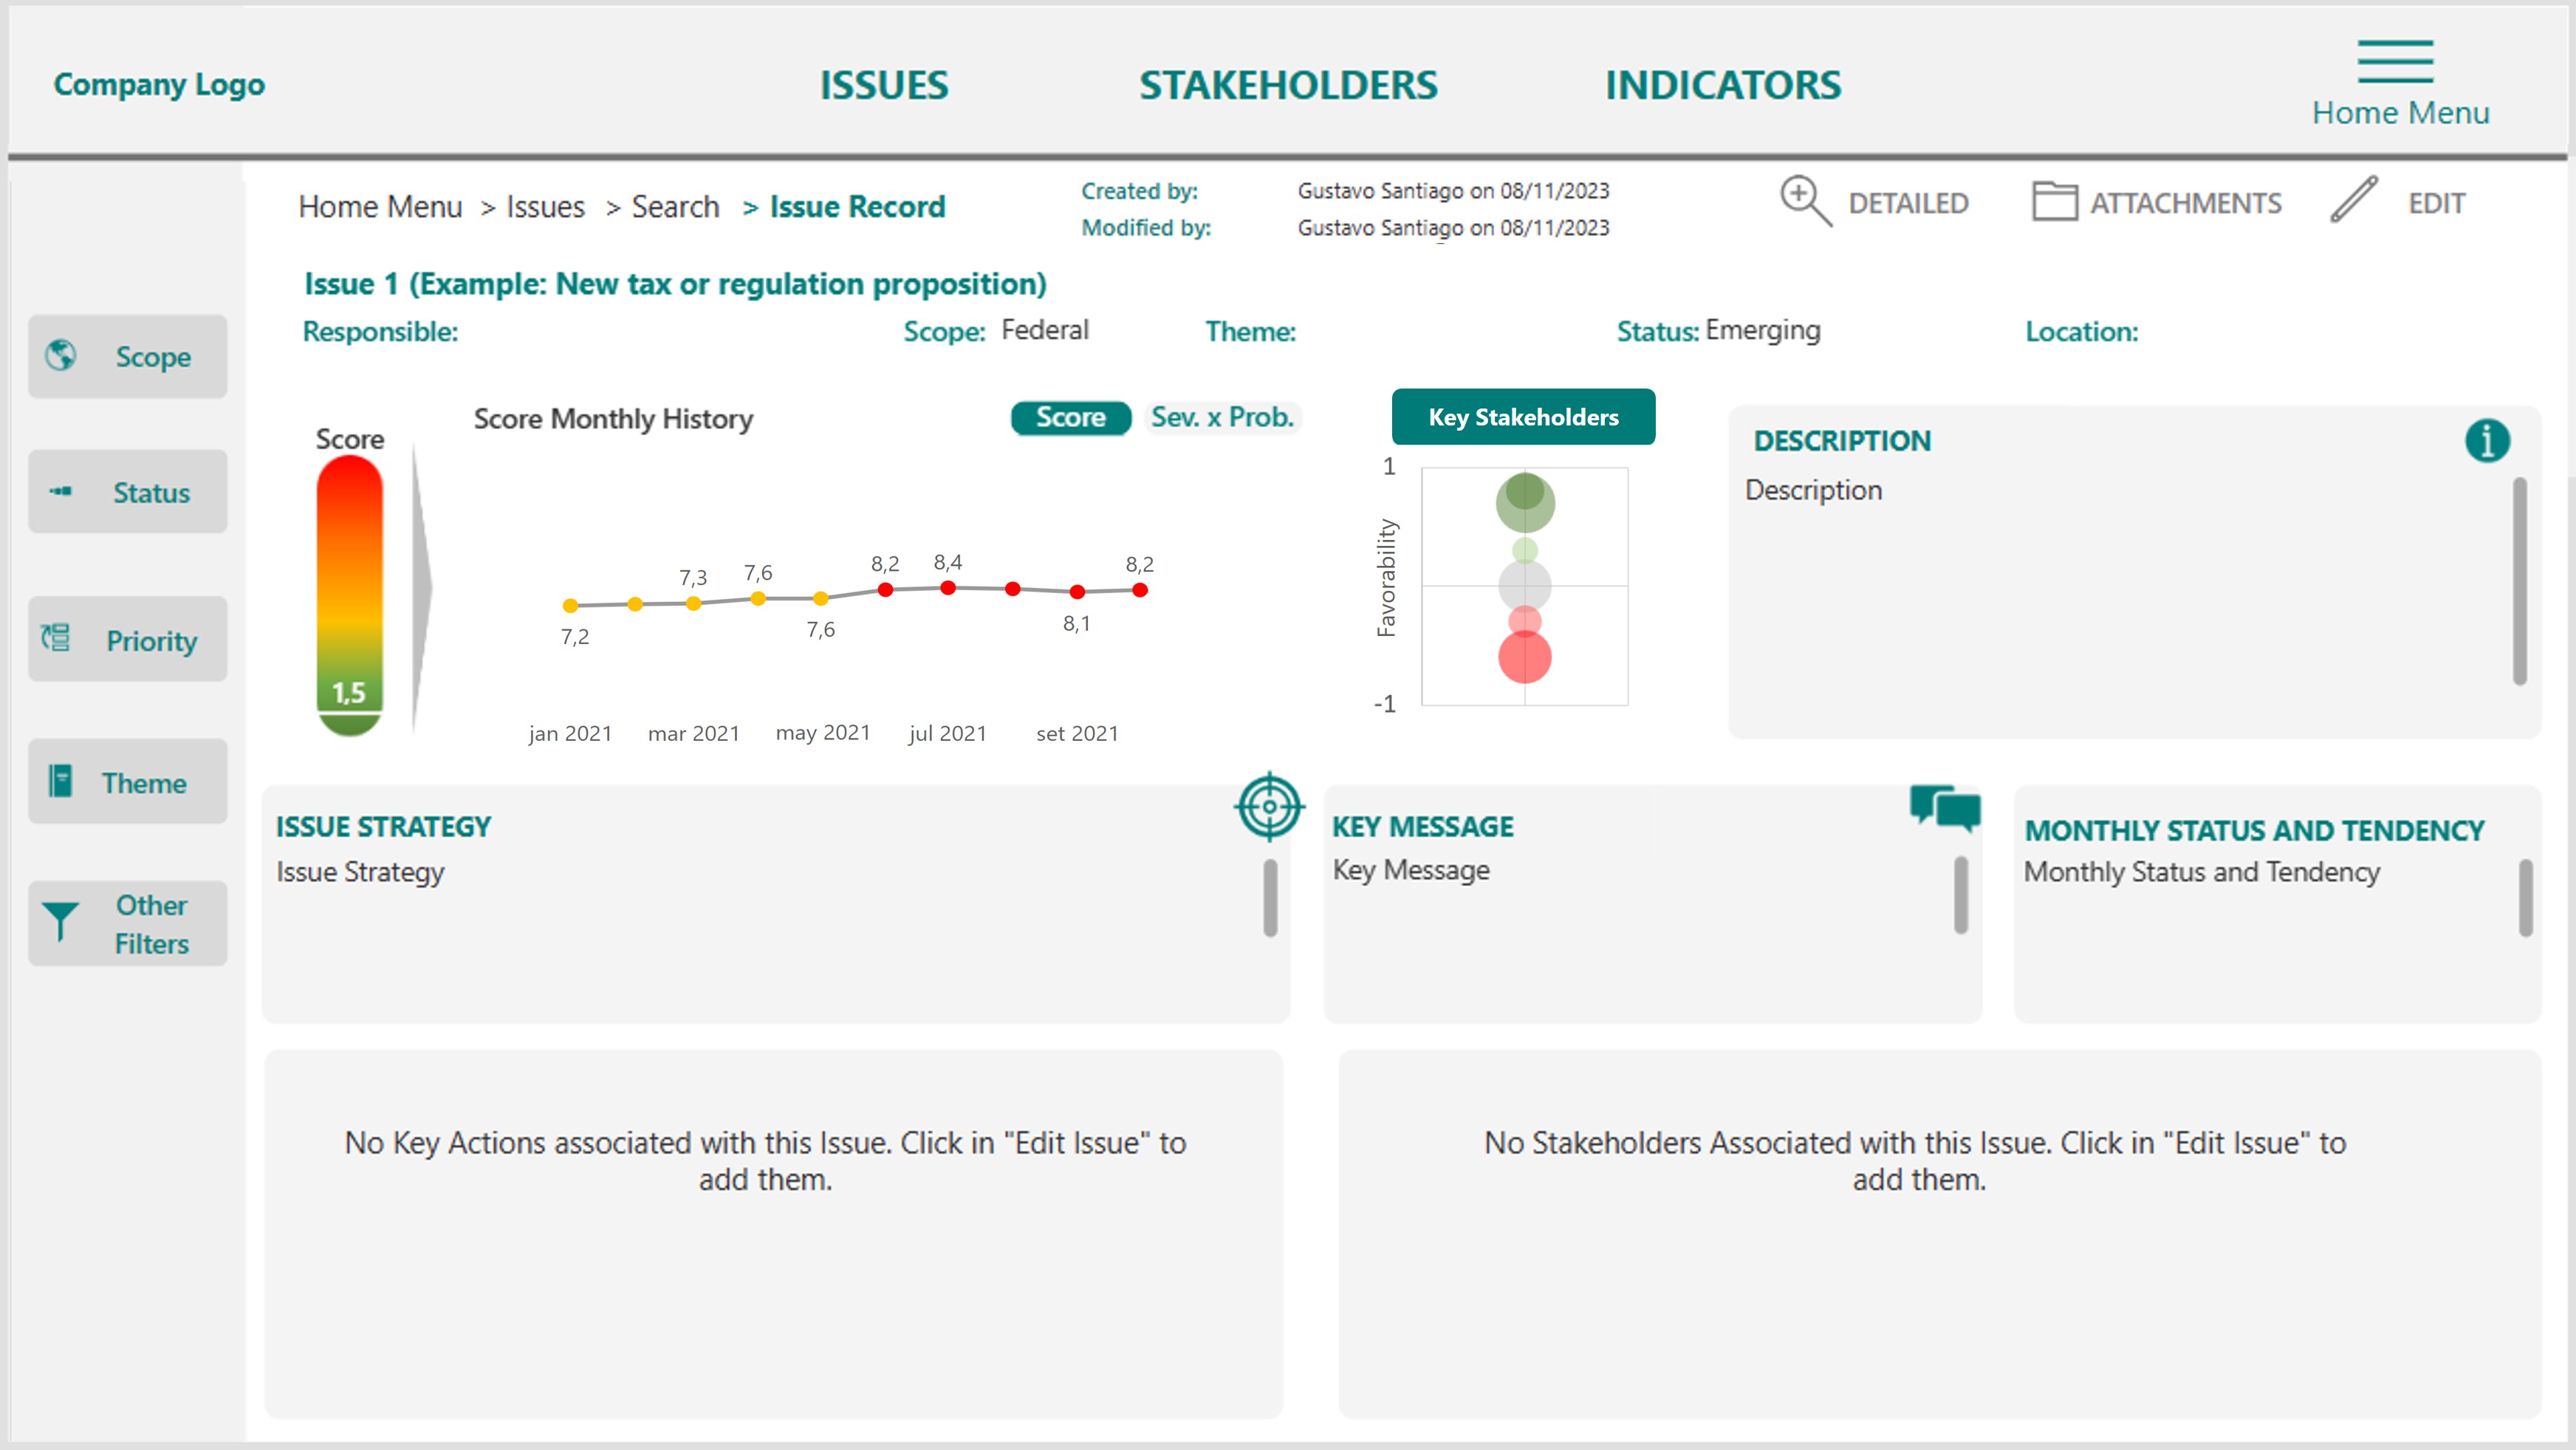 Company Logo
ISSUES
STAKEHOLDERS
INDICATORS
Home Menu
Home Menu > Issues > Search > Issue Record
Created by: Gustavo Santiago on 08/11/2023
Modified by: Gustavo Santiago on 08/11/2023
DETAILED
ATTACHMENTS
EDIT
Issue 1 (Example: New tax or regulation proposition)
Responsible:
Scope: Federal
Theme:
Status: Emerging
Location:
Scope
Status
Priority
Theme
Other
Filters
Score
1,5
Score Monthly History
Score
Sev. x Prob.
7,2
7,3
7,6
7,6
8,2
8,4
8,1
8,2
jan 2021
mar 2021
may 2021
jul 2021
set 2021
Key Stakeholders
1
Favorability
-1
DESCRIPTION
Description
ISSUE STRATEGY
Issue Strategy
KEY MESSAGE
Key Message
MONTHLY STATUS AND TENDENCY
Monthly Status and Tendency
No Key Actions associated with this Issue. Click in "Edit Issue" to
add them.
No Stakeholders Associated with this Issue. Click in "Edit Issue" to
add them.